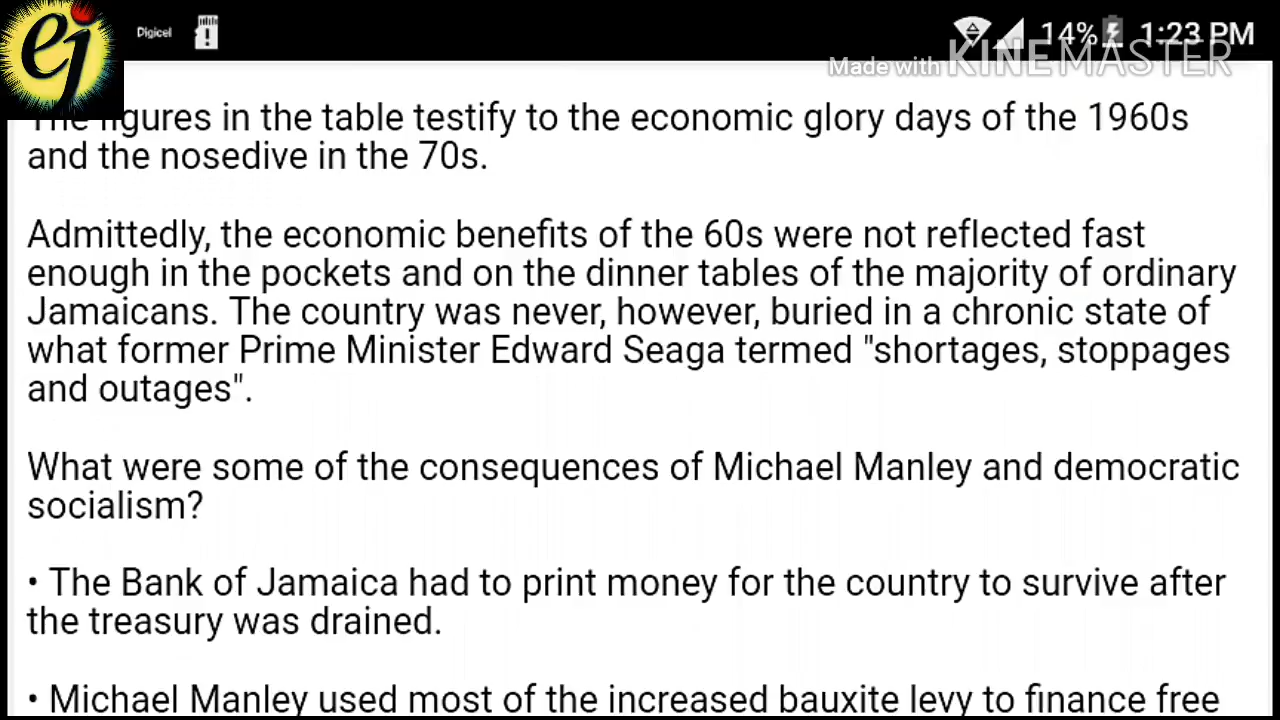 ej
Digicel
14% 1:23 PM
Made with KINEMASTER
The figures in the table testify to the economic glory days of the 1960s
and the nosedive in the 70s.
Admittedly, the economic benefits of the 60s were not reflected fast
enough in the pockets and on the dinner tables of the majority of ordinary
Jamaicans. The country was never, however, buried in a chronic state of
what former Prime Minister Edward Seaga termed "shortages, stoppages
and outages".
What were some of the consequences of Michael Manley and democratic
socialism?
• The Bank of Jamaica had to print money for the country to survive after
the treasury was drained.
• Michael Manley used most of the increased bauxite levy to finance free